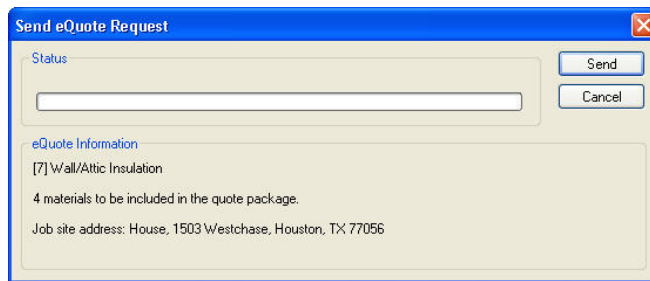 Send eQuote Request
Status
Send
Cancel
eQuote Information
[7] Wall/Attic Insulation
4 materials to be included in the quote package.
Job site address: House, 1503 Westchase, Houston, TX 77056